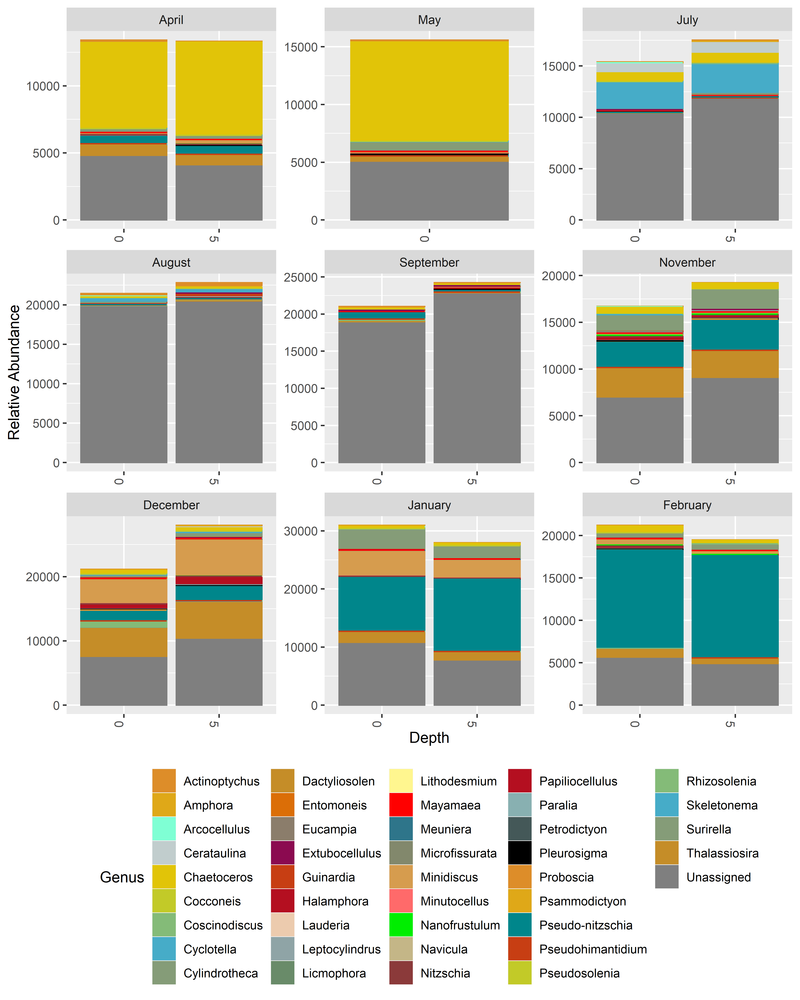 April
May
July
10000
5000
0
15000
10000
5000
0
15000
10000
5000
0
0
5
0
0
5
August
September
November
20000
15000
10000
5000
0
25000
20000
15000
10000
5000
0
20000
15000
10000
5000
0
0
5
0
5
0
5
Relative Abundance
December
January
February
20000
10000
0
30000
20000
10000
0
20000
15000
10000
5000
0
0
5
0
5
0
5
Depth
Genus
Actinoptychus
Amphora
Arcocellulus
Cerataulina
Chaetoceros
Cocconeis
Coscinodiscus
Cyclotella
Cylindrotheca
Dactyliosolen
Entomoneis
Eucampia
Extubocellulus
Guinardia
Halamphora
Lauderia
Leptocylindrus
Licmophora
Lithodesmium
Mayamaea
Meuniera
Microfissurata
Minidiscus
Minutocellus
Nanofrustulum
Navicula
Nitzschia
Papiliocellulus
Paralia
Petrodictyon
Pleurosigma
Proboscia
Psammodictyon
Pseudo-nitzschia
Pseudohimantidium
Pseudosolenia
Rhizosolenia
Skeletonema
Surirella
Thalassiosira
Unassigned